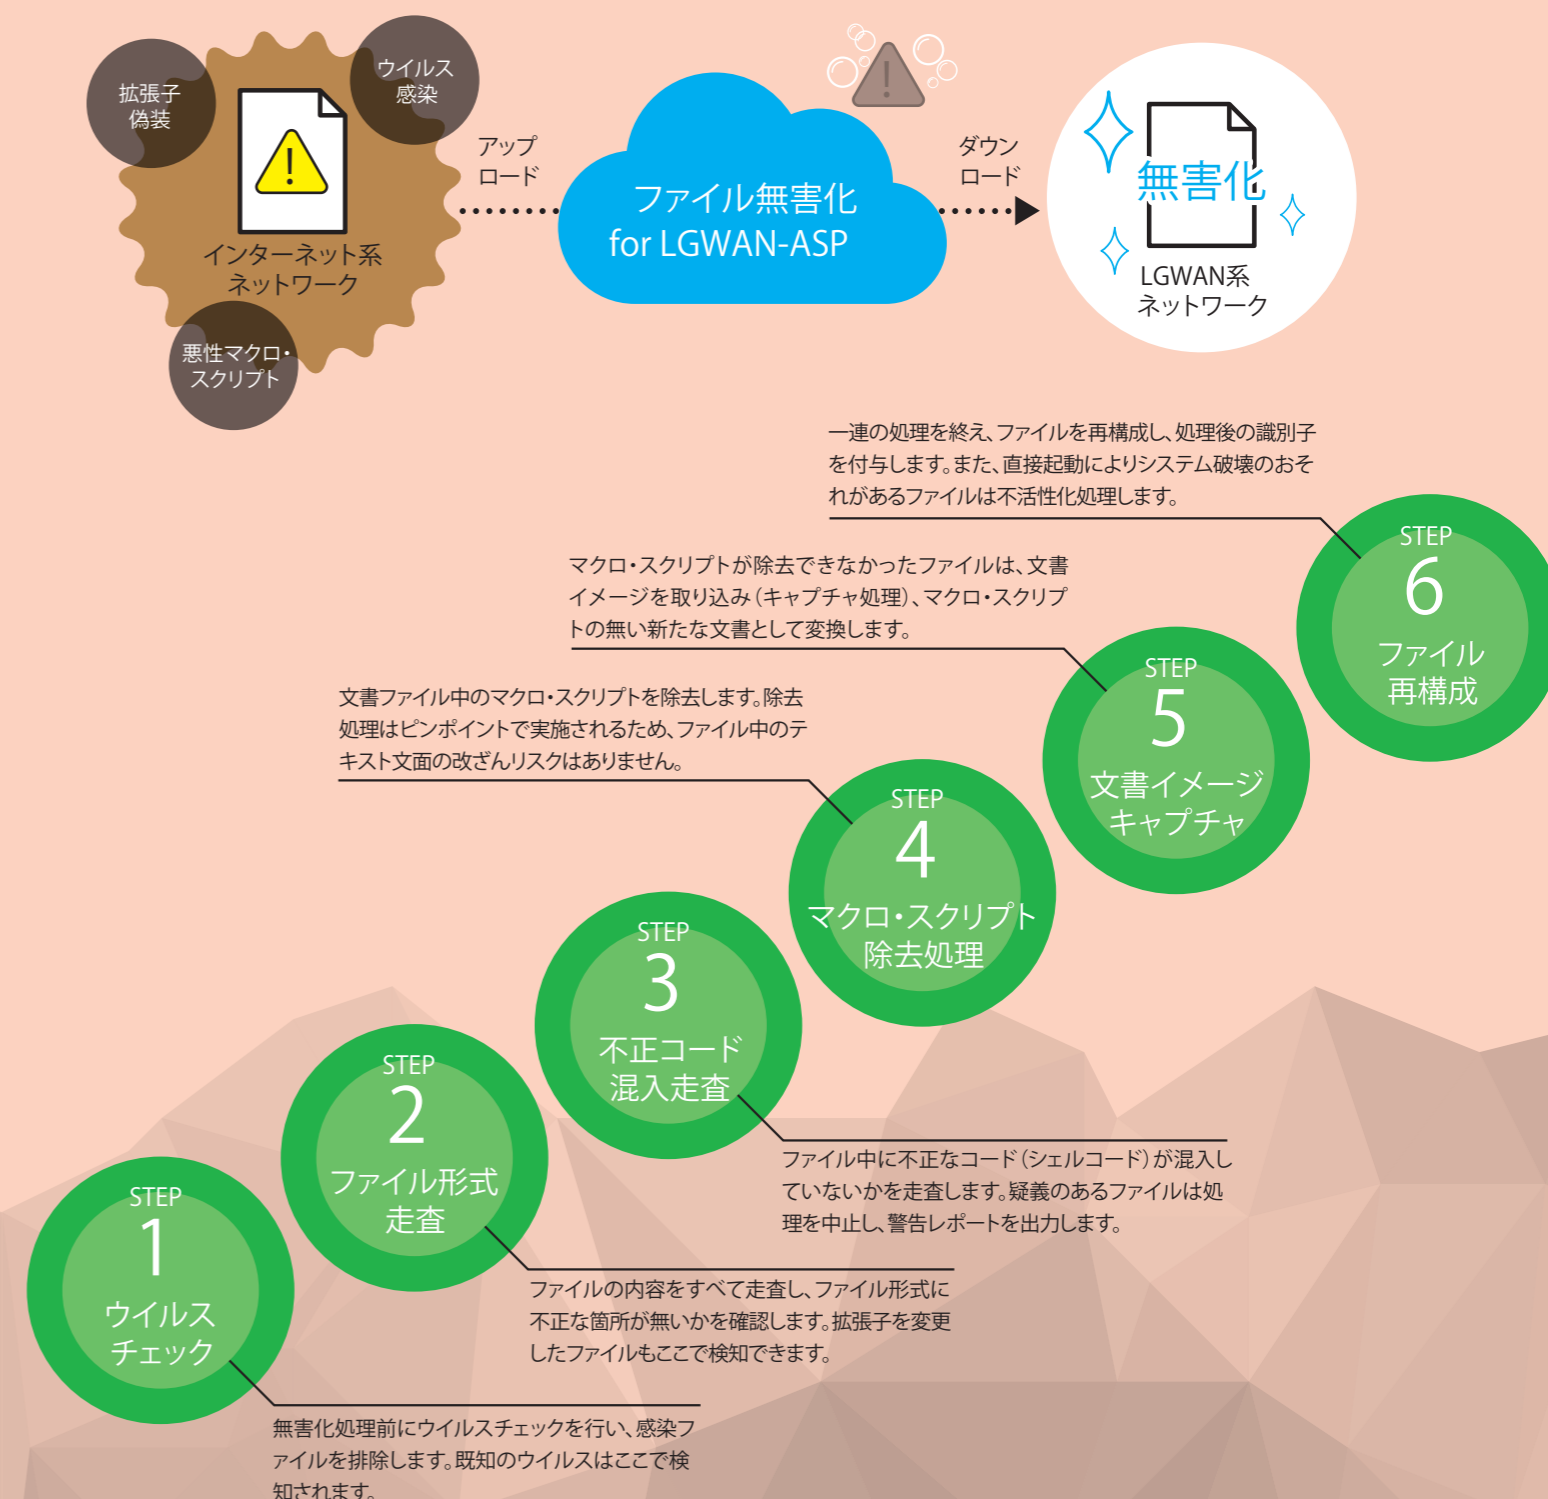 拡張子
偽装
ウイルス
感染
インターネット系
ネットワーク
悪性マクロ・
スクリプト
アップ
ロード
ファイル無害化
for LGWAN-ASP
ダウン
ロード
無害化
LGWAN系
ネットワーク
一連の処理を終え、ファイルを再構成し、処理後の識別子
を付与します。また、直接起動によりシステム破壊のおそ
れがあるファイルは不活性化処理します。
STEP
6
ファイル
再構成
マクロ・スクリプトが除去できなかったファイルは、文書
イメージを取り込み（キャプチャ処理）、マクロ・スクリプ
トの無い新たな文書として変換します。
STEP
5
文書イメージ
キャプチャ
文書ファイル中のマクロ・スクリプトを除去します。除去
処理はピンポイントで実施されるため、ファイル中のテ
キスト文面の改ざんリスクはありません。
STEP
4
マクロ・スクリプト
除去処理
STEP
3
不正コード
混入走査
ファイル中に不正なコード（シェルコード）が混入し
ていないかを走査します。疑義のあるファイルは処
理を中止し、警告レポートを出力します。
STEP
2
ファイル形式
走査
ファイルの内容をすべて走査し、ファイル形式に
不正な箇所が無いかを確認します。拡張子を変更
したファイルもここで検知できます。
STEP
1
ウイルス
チェック
無害化処理前にウイルスチェックを行い、感染フ
ァイルを排除します。既知のウイルスはここで検
知されます。